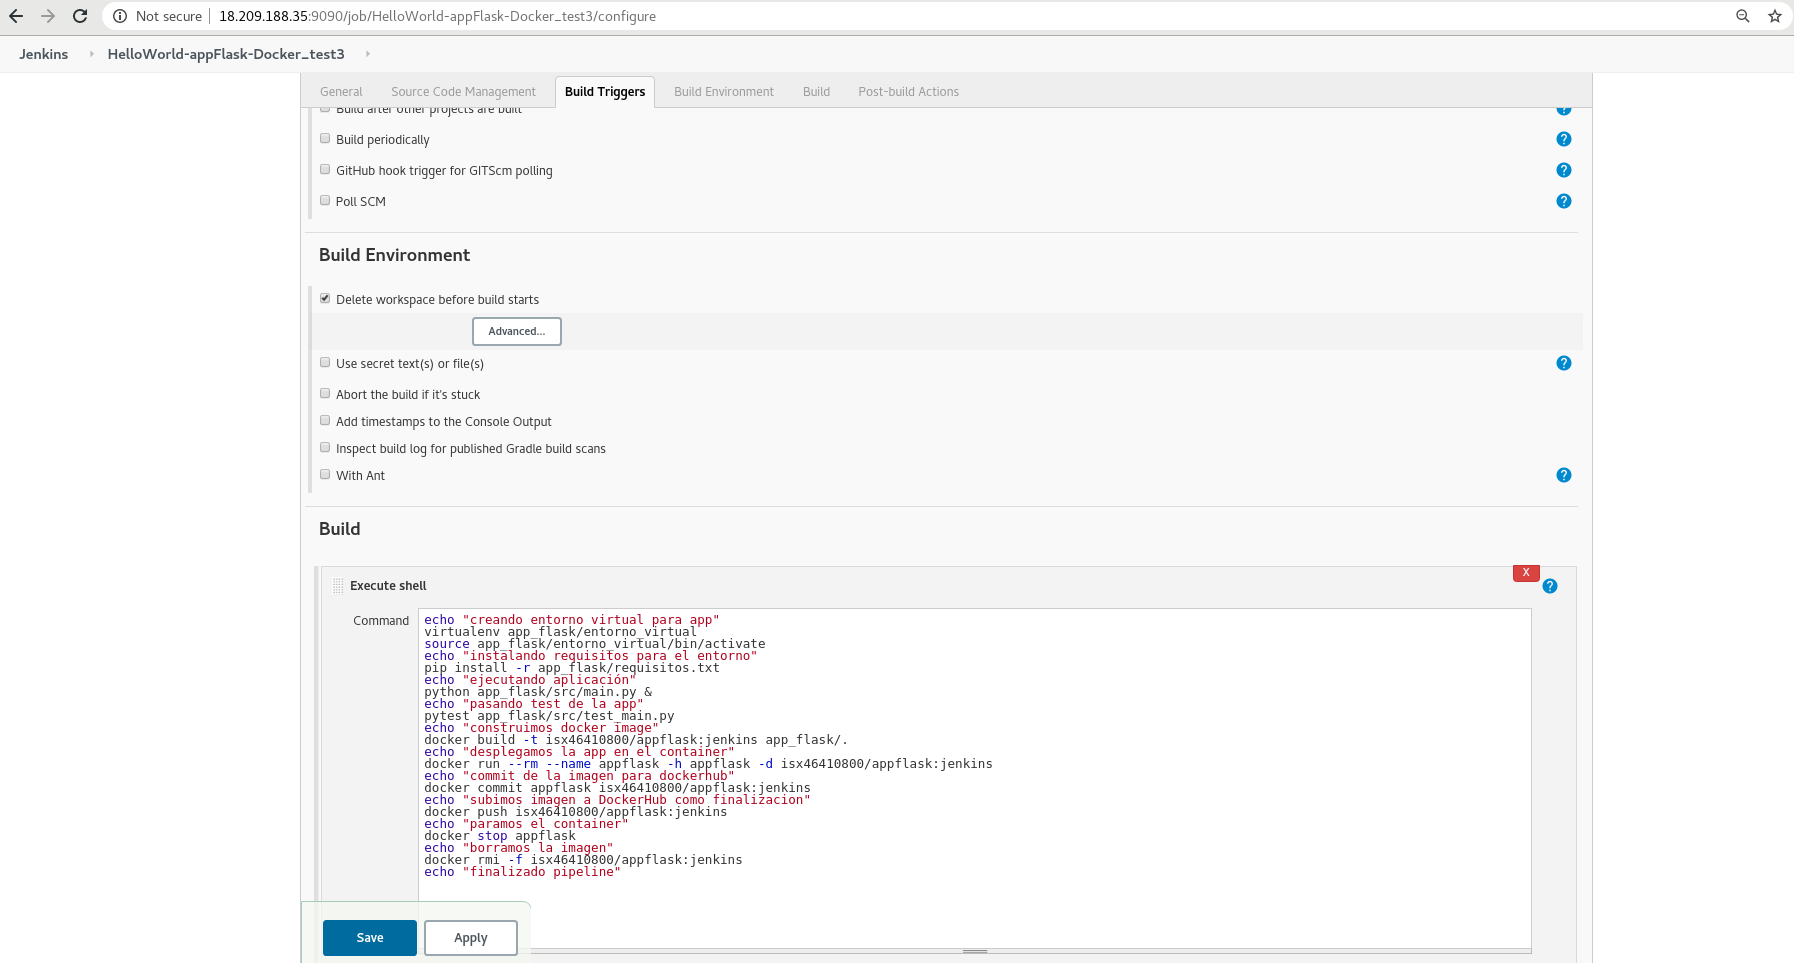 Not secure | 18.209.188.35:9090/job/HelloWorld-appFlask-Docker_test3/configure
Jenkins HelloWorld-appFlask-Docker_test3
General Source Code Management Build Triggers Build Environment Build Post-build Actions
Build after other projects are built
Build periodically
GitHub hook trigger for GITScm polling
Poll SCM
Build Environment
Delete workspace before build starts
Advanced...
Use secret text(s) or file(s)
Abort the build if it's stuck
Add timestamps to the Console Output
Inspect build log for published Gradle build scans
With Ant
Build
X
Execute shell
Command
echo "creando entorno virtual para app"
virtualenv app_flask/entorno_virtual
source app_flask/entorno_virtual/bin/activate
echo "instalando requisitos para el entorno"
pip install -r app_flask/requisitos.txt
echo "ejecutando aplicación"
python app_flask/src/main.py &
echo "pasando test de la app"
pytest app_flask/src/test_main.py
echo "construimos docker image"
docker build -t isx46410800/appflask:jenkins app_flask/.
echo "desplegamos la app en el container"
docker run --rm --name appflask -h appflask -d isx46410800/appflask:jenkins
echo "commit de la imagen para dockerhub"
docker commit appflask isx46410800/appflask:jenkins
echo "subimos imagen a DockerHub como finalizacion"
docker push isx46410800/appflask:jenkins
echo "paramos el container"
docker stop appflask
echo "borramos la imagen"
docker rmi -f isx46410800/appflask:jenkins
echo "finalizado pipeline"
Save Apply